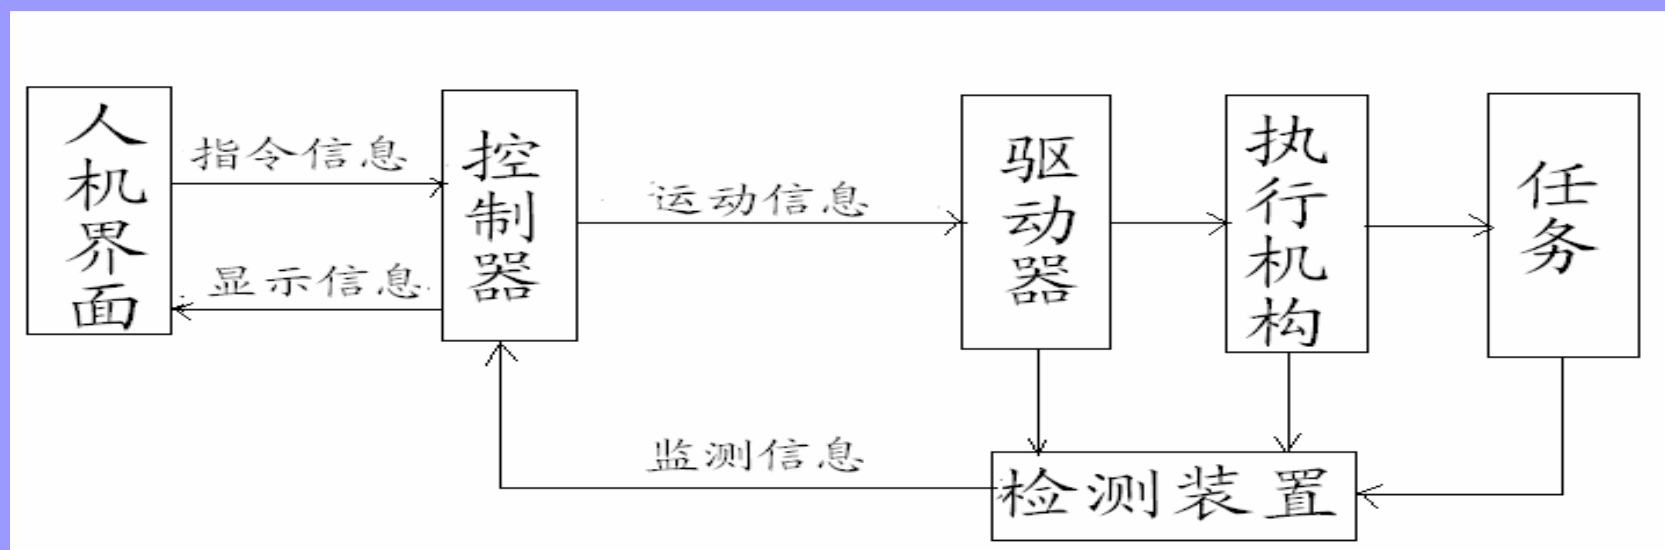 人机界面
指令信息
显示信息
控制器
运动信息
驱动器
执行机构
任务
监测信息
检测装置